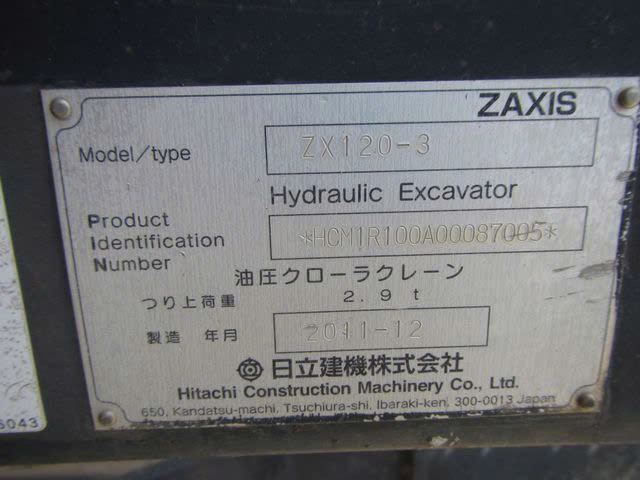 ZAXIS
Model/type ZX120-3
Hydraulic Excavator
Product
Identification
Number
*HCM1R100A00087005*
油圧クローラクレーン
つり上荷重 2.9 t
製造 年月 2011-12
日立建機株式会社
Hitachi Construction Machinery Co., Ltd.
650, Kandatsu-machi, Tsuchiura-shi, Ibaraki-ken, 300-0013 Japan
6043